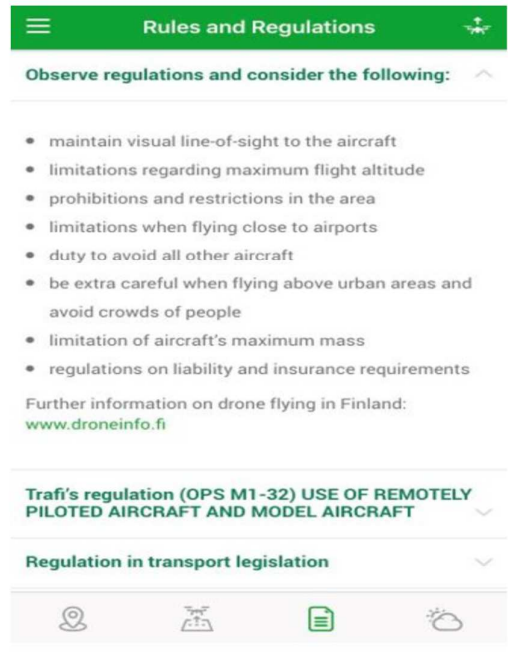 Rules and Regulations
Observe regulations and consider the following:
• maintain visual line-of-sight to the aircraft
• limitations regarding maximum flight altitude
• prohibitions and restrictions in the area
• limitations when flying close to airports
• duty to avoid all other aircraft
• be extra careful when flying above urban areas and
avoid crowds of people
• limitation of aircraft's maximum mass
• regulations on liability and insurance requirements
Further information on drone flying in Finland:
www.droneinfo.fi
Trafi's regulation (OPS M1-32) USE OF REMOTELY
PILOTED AIRCRAFT AND MODEL AIRCRAFT
Regulation in transport legislation